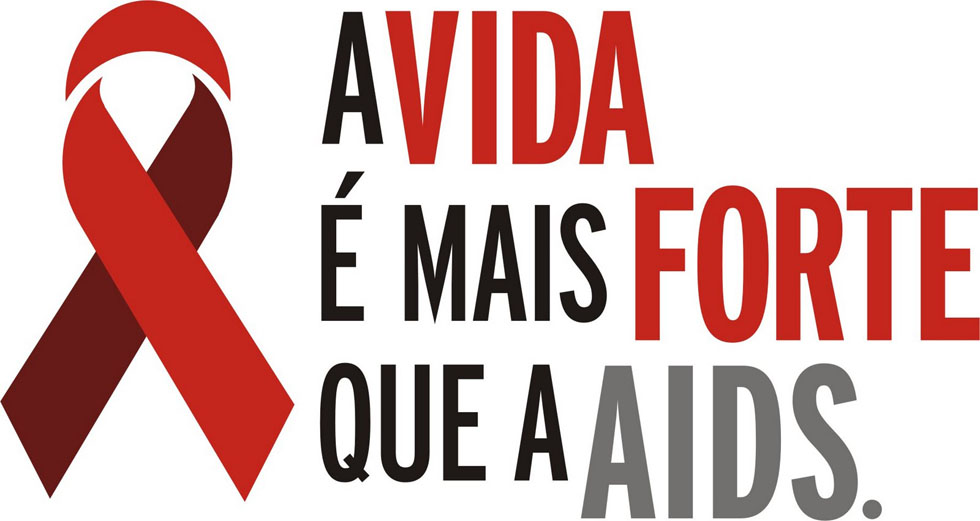 A VIDA
É MAIS FORTE
QUE A AIDS.